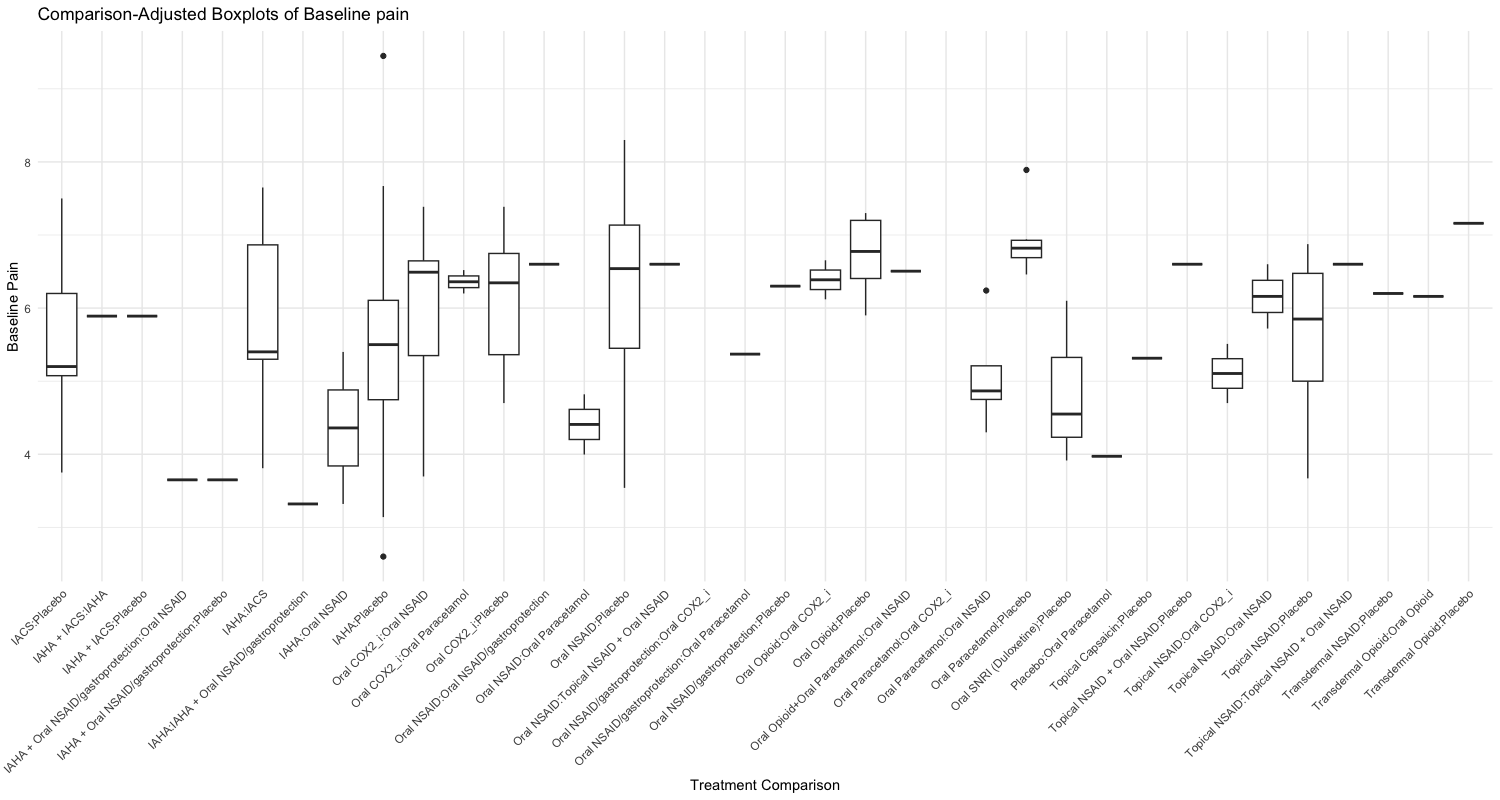 Comparison-Adjusted Boxplots of Baseline pain
Baseline Pain
8
6
4
IACS:Placebo
IAHA + IACS:IAHA
IAHA + IACS:Placebo
IAHA + Oral NSAID/gastroprotection:Oral NSAID
IAHA + Oral NSAID/gastroprotection:Placebo
IAHA:IACS
IAHA:IAHA + Oral NSAID/gastroprotection
IAHA:Oral NSAID
IAHA:Placebo
Oral COX2_i:Oral NSAID
Oral COX2_i:Oral Paracetamol
Oral COX2_i:Placebo
Oral NSAID:Oral NSAID/gastroprotection
Oral NSAID:Oral Paracetamol
Oral NSAID:Placebo
Oral NSAID:Topical NSAID + Oral NSAID
Oral NSAID/gastroprotection:Oral COX2_i
Oral NSAID/gastroprotection:Oral Paracetamol
Oral NSAID/gastroprotection:Placebo
Oral Opioid:Oral COX2_i
Oral Opioid:Placebo
Oral Opioid+Oral Paracetamol:Oral NSAID
Oral Paracetamol:Oral COX2_i
Oral Paracetamol:Oral NSAID
Oral Paracetamol:Placebo
Oral SNRI (Duloxetine):Placebo
Placebo:Oral Paracetamol
Topical Capsaicin:Placebo
Topical NSAID + Oral NSAID:Placebo
Topical NSAID:Oral COX2_i
Topical NSAID:Oral NSAID
Topical NSAID:Placebo
Topical NSAID:Topical NSAID + Oral NSAID
Transdermal NSAID:Placebo
Transdermal Opioid:Oral Opioid
Transdermal Opioid:Placebo
Treatment Comparison